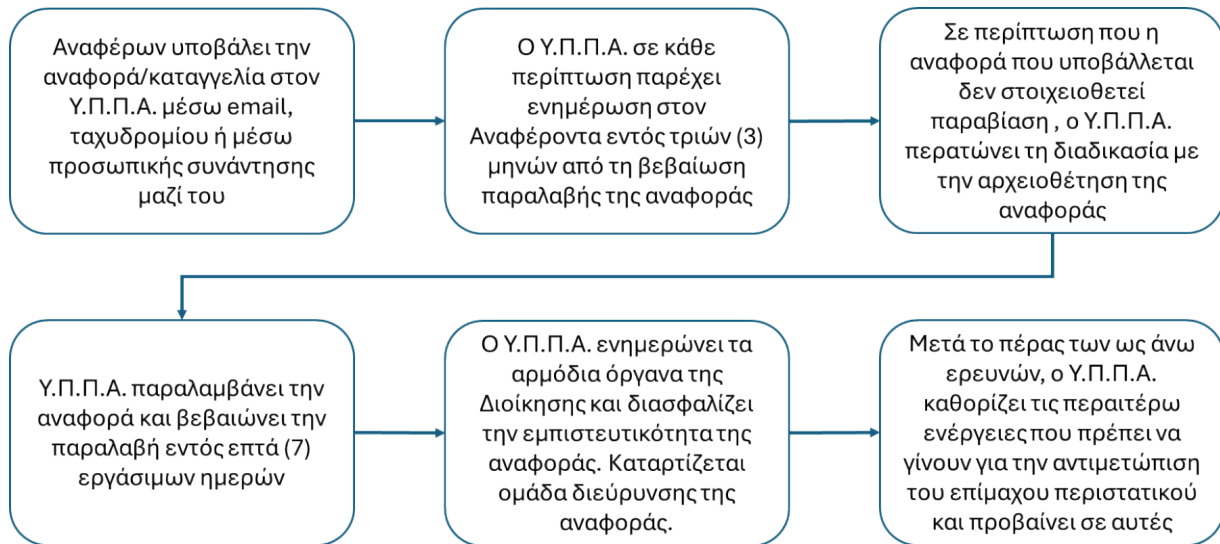 Αναφέρων υποβάλει την
αναφορά/καταγγελία στον
Υ.Π.Π.Α. μέσω email,
ταχυδρομίου ή μέσω
προσωπικής συνάντησης
μαζί του
Ο Υ.Π.Π.Α. σε κάθε
περίπτωση παρέχει
ενημέρωση στον
Αναφέροντα εντός τριών (3)
μηνών από τη βεβαίωση
παραλαβής της αναφοράς
Σε περίπτωση που η
αναφορά που υποβάλλεται
δεν στοιχειοθετεί
παραβίαση , ο Υ.Π.Π.Α.
περατώνει τη διαδικασία με
την αρχειοθέτηση της
αναφοράς
Υ.Π.Π.Α. παραλαμβάνει την
αναφορά και βεβαιώνει την
παραλαβή εντός επτά (7)
εργάσιμων ημερών
Ο Υ.Π.Π.Α. ενημερώνει τα
αρμόδια όργανα της
Διοίκησης και διασφαλίζει
την εμπιστευτικότητα της
αναφοράς. Καταρτίζεται
ομάδα διεύρυνσης της
αναφοράς.
Μετά το πέρας των ως άνω
ερευνών, ο Υ.Π.Π.Α.
καθορίζει τις περαιτέρω
ενέργειες που πρέπει να
γίνουν για την αντιμετώπιση
του επίμαχου περιστατικού
και προβαίνει σε αυτές